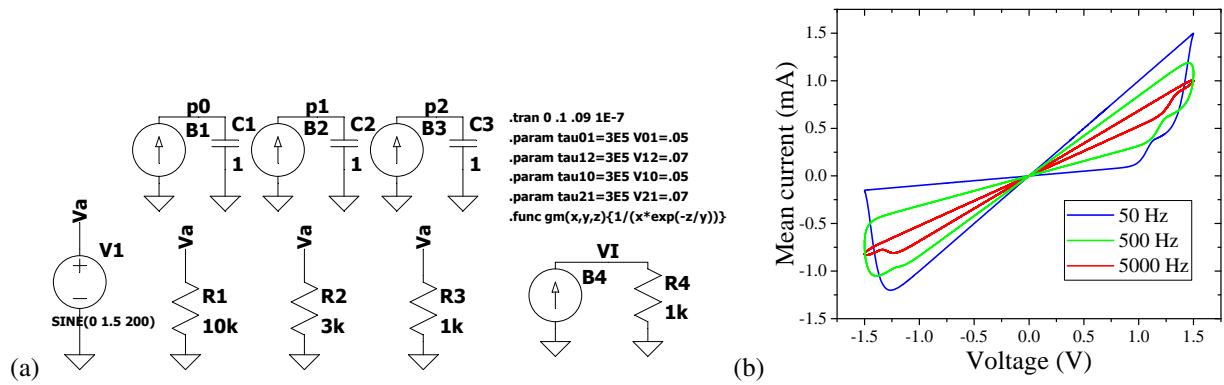 p0
p1
p2
B1
C1
1
B2
C2
1
B3
C3
1
.tran 0 .1 .09 1E-7
.param tau01=3E5 V01=.05
.param tau12=3E5 V12=.07
.param tau10=3E5 V10=.05
.param tau21=3E5 V21=.07
.func gm(x,y,z){1/(x*exp(-z/y))}
Va
V1
SINE(0 1.5 200)
Va
R1
10k
Va
R2
3k
Va
R3
1k
VI
B4
R4
1k
(a)
(b)
Mean current (mA)
1.5
1.0
0.5
0.0
-0.5
-1.0
-1.5
50 Hz
500 Hz
5000 Hz
-1.5 -1.0 -0.5 0.0 0.5 1.0 1.5
Voltage (V)